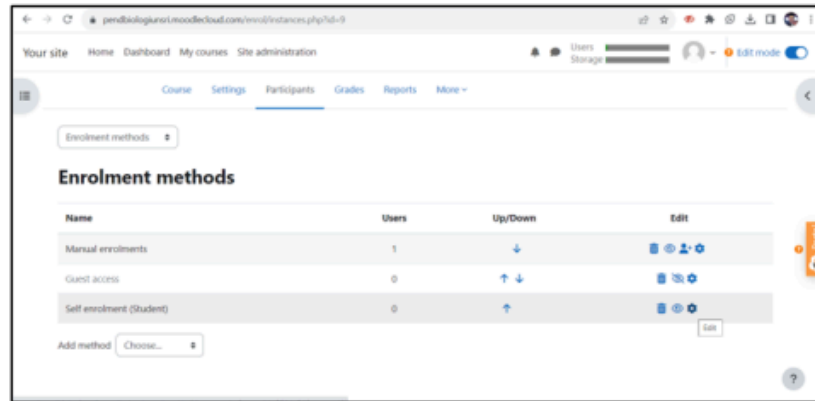 pendbiologiunsri.moodlecloud.com/enrol/instances.php?id=9
Your site Home Dashboard My courses Site administration Users Storage Edit mode
Course Settings Participants Grades Reports More
Enrolment methods
Enrolment methods
Name Users Up/Down Edit
Manual enrolments 1
Guest access 0
Self enrolment (Student) 0
Edit
Add method Choose...
?